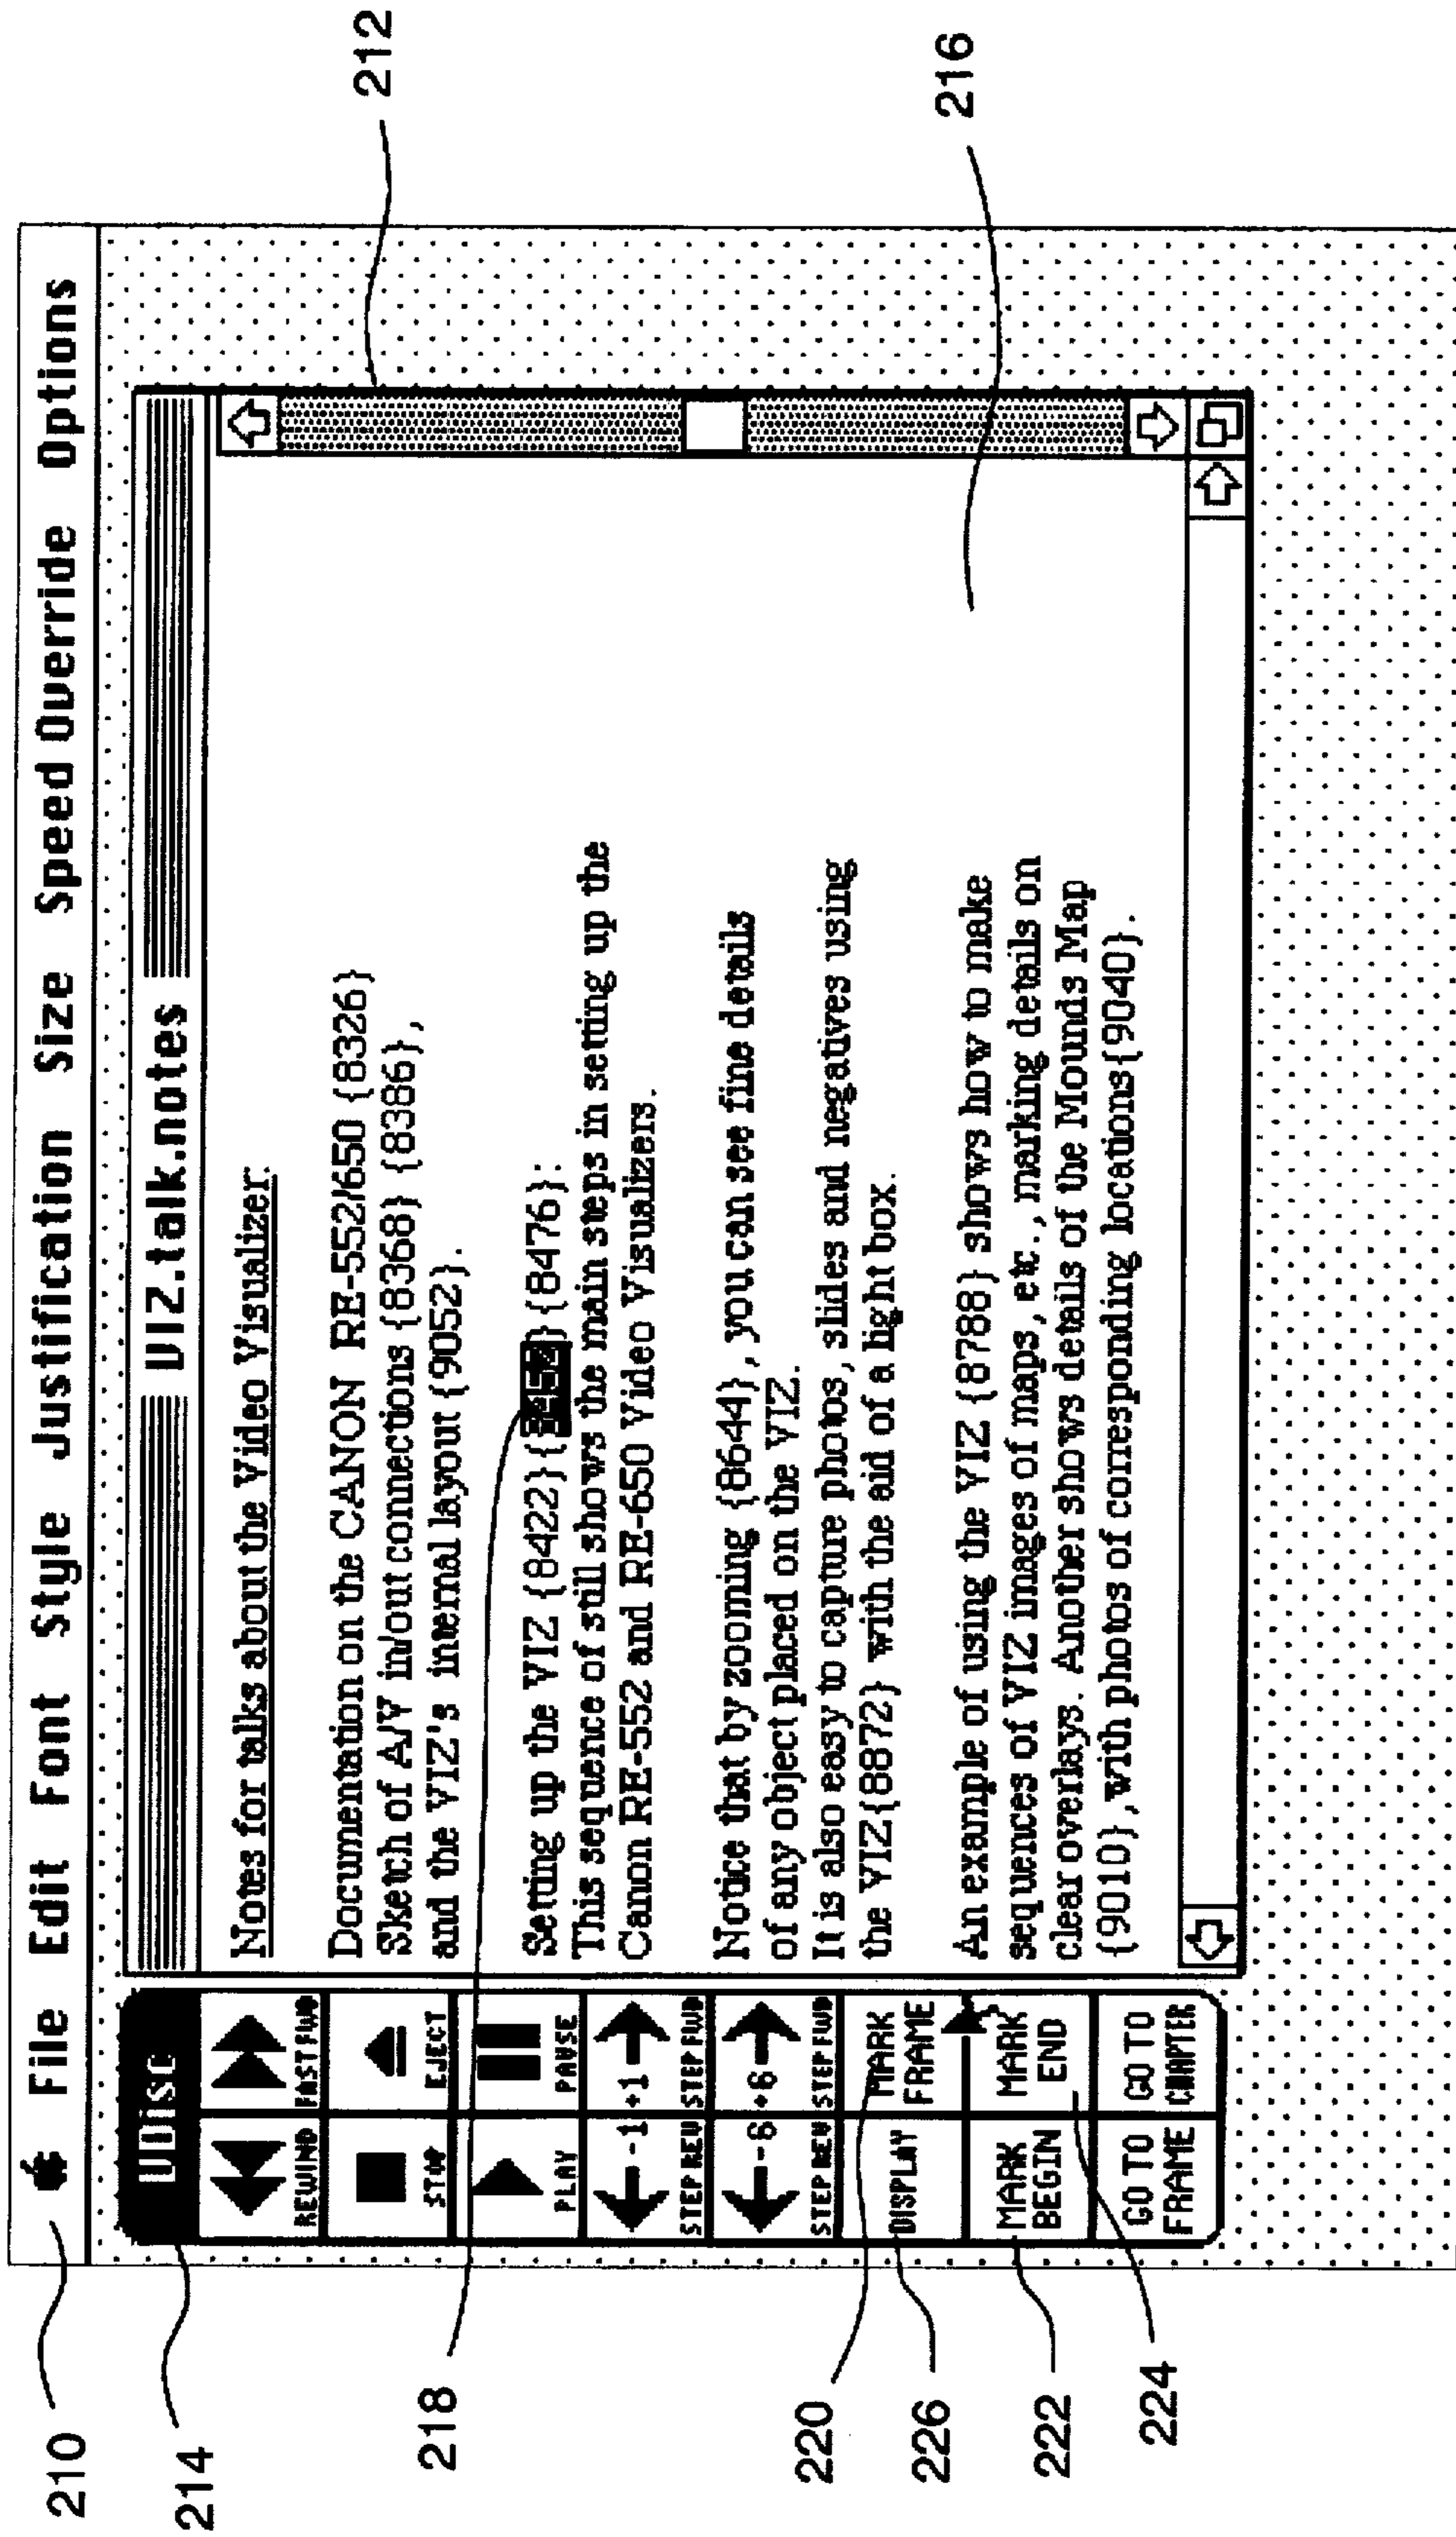 File Edit Font Style Justification Size Speed Override Options
VDisc
VIZ.talk.notes
REWIND FAST FWD
STOP EJECT
PLAY PAUSE
-1 +1
STEP REV STEP FWD
-6 +6
STEP REV STEP FWD
DISPLAY MARK FRAME
MARK BEGIN MARK END
GO TO FRAME GO TO CHAPTER
Notes for talks about the Video Visualizer:
Documentation on the CANON RE-552/650 {8326}
Sketch of A/V in/out connections {8368} {8386},
and the VIZ's internal layout {9052}.
Setting up the VIZ {8422} { } {8476}:
This sequence of still shows the main steps in setting up the
Canon RE-552 and RE-650 Video Visualizers.
Notice that by zooming {8644}, you can see fine details
of any object placed on the VIZ.
It is also easy to capture photos, slides and negatives using
the VIZ{8872} with the aid of a light box.
An example of using the VIZ {8788} shows how to make
sequences of VIZ images of maps, etc., marking details on
clear overlays. Another shows details of the Mounds Map
{9010}, with photos of corresponding locations{9040}.
210
214
218
220
226
222
224
212
216